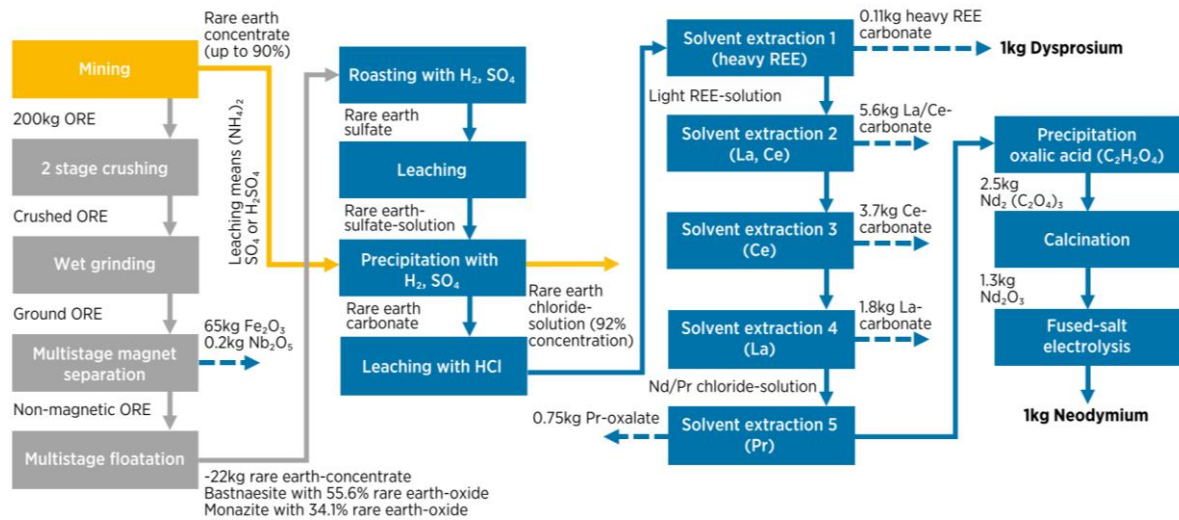 Rare earth
concentrate
(up to 90%)
Mining
200kg ORE
2 stage crushing
Crushed ORE
Wet grinding
Ground ORE
65kg Fe₂O₃
0.2kg Nb₂O₅
Multistage magnet
separation
Non-magnetic ORE
Multistage floatation
-22kg rare earth-concentrate
Bastnaesite with 55.6% rare earth-oxide
Monazite with 34.1% rare earth-oxide
Leaching means (NH₄)₂
SO₄ or H₂SO4
Roasting with H₂, SO₄
Rare earth
sulfate
Leaching
Rare earth-
sulfate-solution
Precipitation with
H₂, SO₄
Rare earth
carbonate
Rare earth
chloride-
solution (92%
concentration)
Leaching with HCl
Solvent extraction 1
(heavy REE)
0.11kg heavy REE
carbonate
1kg Dysprosium
Light REE-solution
Solvent extraction 2
(La, Ce)
5.6kg La/Ce-
carbonate
Solvent extraction 3
(Ce)
3.7kg Ce-
carbonate
Solvent extraction 4
(La)
1.8kg La-
carbonate
Nd/Pr chloride-solution
0.75kg Pr-oxalate
Solvent extraction 5
(Pr)
Precipitation
oxalic acid (C₂H₂O₄)
2.5kg
Nd₂ (C₂O₄)₃
Calcination
1.3kg
Nd₂O₃
Fused-salt
electrolysis
1kg Neodymium